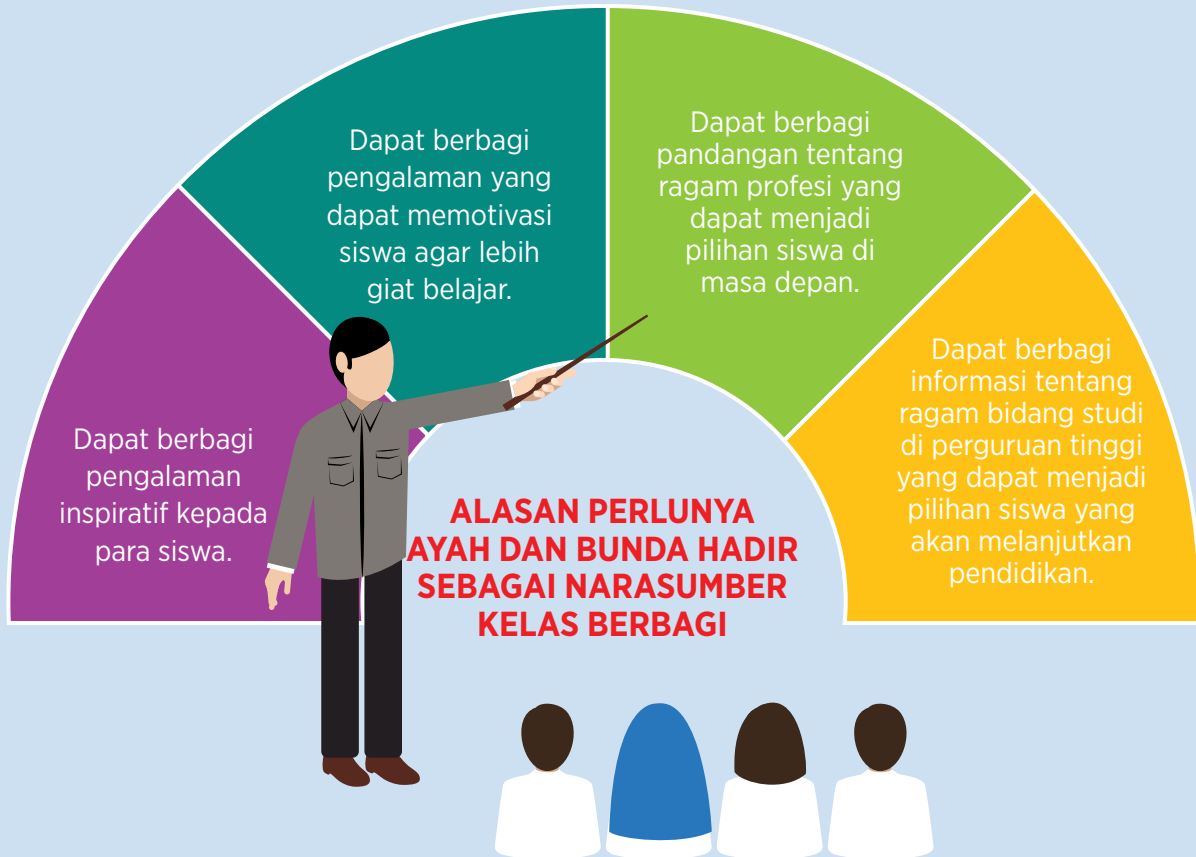 Dapat berbagi
pengalaman yang
dapat memotivasi
siswa agar lebih
giat belajar.
Dapat berbagi
pandangan tentang
ragam profesi yang
dapat menjadi
pilihan siswa di
masa depan.
Dapat berbagi
informasi tentang
ragam bidang studi
di perguruan tinggi
yang dapat menjadi
pilihan siswa yang
akan melanjutkan
pendidikan.
Dapat berbagi
pengalaman
inspiratif kepada
para siswa.
ALASAN PERLUNYA
AYAH DAN BUNDA HADIR
SEBAGAI NARASUMBER
KELAS BERBAGI